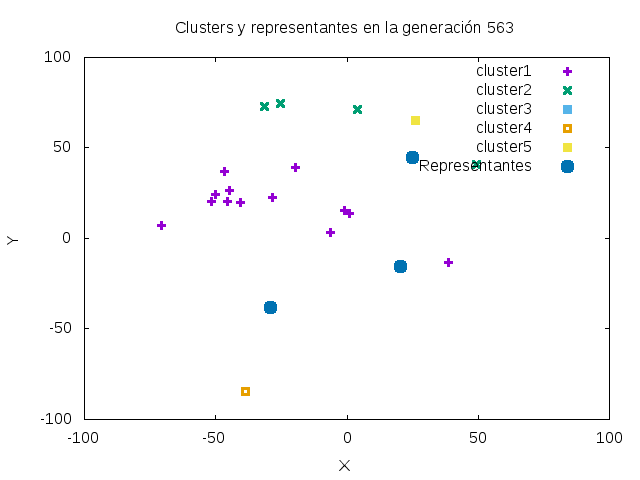 Clusters y representantes en la generación 563
100
50
0
-50
-100
-100
-50
0
50
100
Y
X
cluster1
cluster2
cluster3
cluster4
cluster5
Representantes